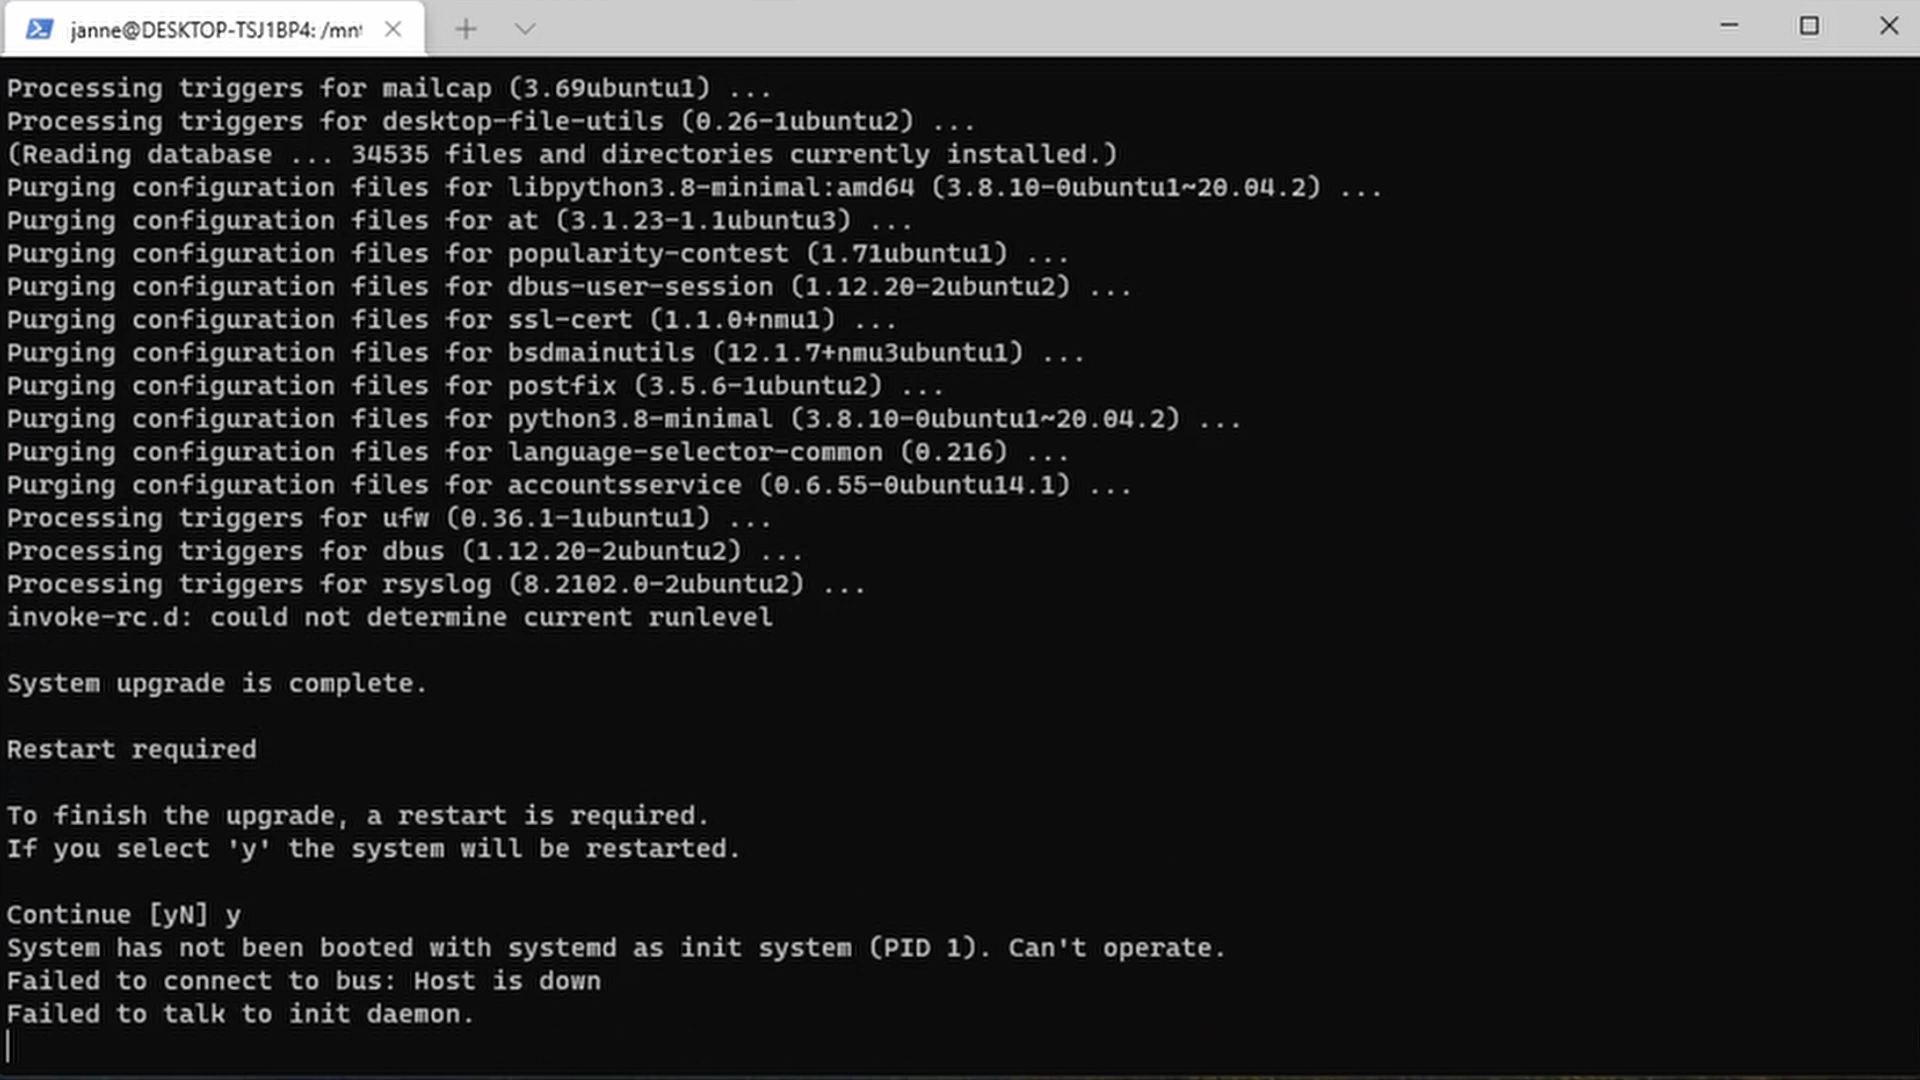 janne@DESKTOP-TSJ1BP4: /mnt
Processing triggers for mailcap (3.69ubuntu1) ...
Processing triggers for desktop-file-utils (0.26-1ubuntu2) ...
(Reading database ... 34535 files and directories currently installed.)
Purging configuration files for libpython3.8-minimal:amd64 (3.8.10-0ubuntu1~20.04.2) ...
Purging configuration files for at (3.1.23-1.1ubuntu3) ...
Purging configuration files for popularity-contest (1.71ubuntu1) ...
Purging configuration files for dbus-user-session (1.12.20-2ubuntu2) ...
Purging configuration files for ssl-cert (1.1.0+nmu1) ...
Purging configuration files for bsdmainutils (12.1.7+nmu3ubuntu1) ...
Purging configuration files for postfix (3.5.6-1ubuntu2) ...
Purging configuration files for python3.8-minimal (3.8.10-0ubuntu1~20.04.2) ...
Purging configuration files for language-selector-common (0.216) ...
Purging configuration files for accountsservice (0.6.55-0ubuntu14.1) ...
Processing triggers for ufw (0.36.1-1ubuntu1) ...
Processing triggers for dbus (1.12.20-2ubuntu2) ...
Processing triggers for rsyslog (8.2102.0-2ubuntu2) ...
invoke-rc.d: could not determine current runlevel
System upgrade is complete.
Restart required
To finish the upgrade, a restart is required.
If you select 'y' the system will be restarted.
Continue [yN] y
System has not been booted with systemd as init system (PID 1). Can't operate.
Failed to connect to bus: Host is down
Failed to talk to init daemon.